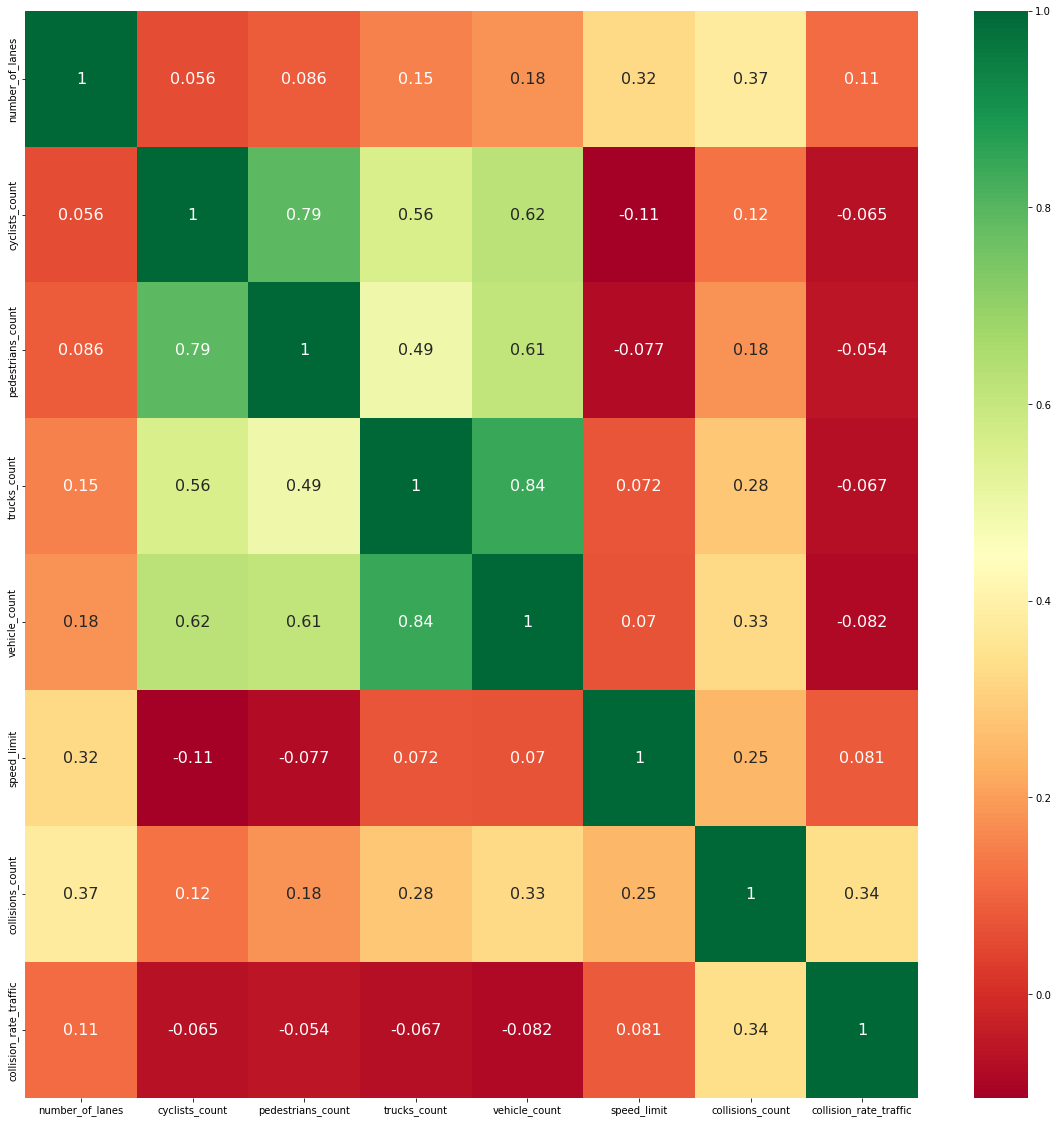 number_of_lanes 1 0.056 0.086 0.15 0.18 0.32 0.37 0.11
cyclists_count 0.056 1 0.79 0.56 0.62 -0.11 0.12 -0.065
pedestrians_count 0.086 0.79 1 0.49 0.61 -0.077 0.18 -0.054
trucks_count 0.15 0.56 0.49 1 0.84 0.072 0.28 -0.067
vehicle_count 0.18 0.62 0.61 0.84 1 0.07 0.33 -0.082
speed_limit 0.32 -0.11 -0.077 0.072 0.07 1 0.25 0.081
collisions_count 0.37 0.12 0.18 0.28 0.33 0.25 1 0.34
collision_rate_traffic 0.11 -0.065 -0.054 -0.067 -0.082 0.081 0.34 1
number_of_lanes cyclists_count pedestrians_count trucks_count vehicle_count speed_limit collisions_count collision_rate_traffic
1.0
0.8
0.6
0.4
0.2
0.0